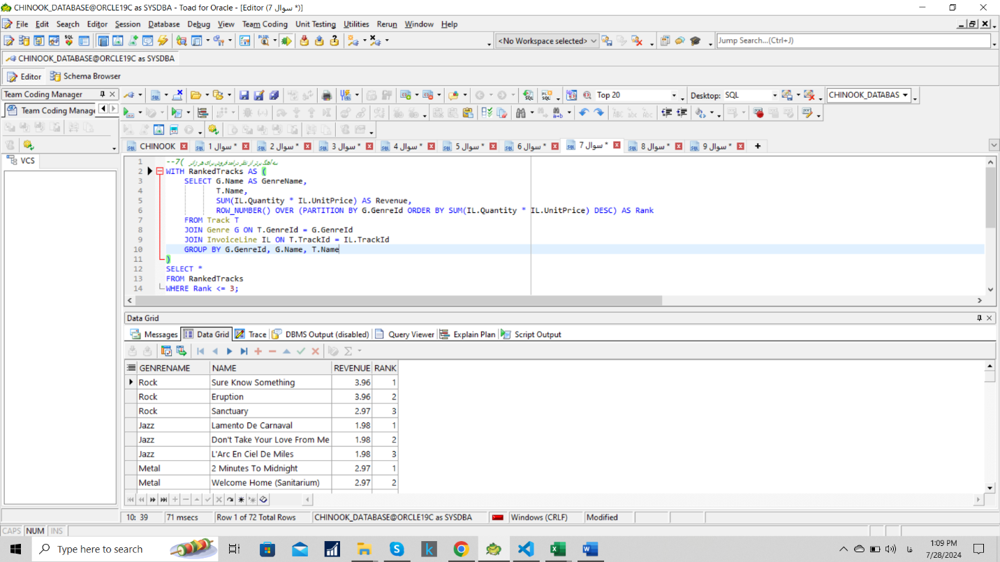 CHINOOK_DATABASE@ORCLE19C as SYSDBA - Toad for Oracle - [Editor (سوال 7 *)]
File Edit Search Editor Session Database Debug View Team Coding Unit Testing Utilities Rerun Window Help
<No Workspace selected> Jump Search...(Ctrl+J)
CHINOOK_DATABASE@ORCLE19C as SYSDBA
Editor Schema Browser
Team Coding Manager Top 20 Desktop: SQL CHINOOK_DATABAS
Team Coding Manage
CHINOOK سوال 1 * سوال 2 * سوال 3 * سوال 4 * سوال 5 * سوال 6 * سوال 7 * سوال 8 * سوال 9 * +
VCS
1 --7( سه آهنگ برتر از نظر درآمد فروش برای هر ژانر
2 WITH RankedTracks AS (
3 SELECT G.Name AS GenreName,
4 T.Name,
5 SUM(IL.Quantity * IL.UnitPrice) AS Revenue,
6 ROW_NUMBER() OVER (PARTITION BY G.GenreId ORDER BY SUM(IL.Quantity * IL.UnitPrice) DESC) AS Rank
7 FROM Track T
8 JOIN Genre G ON T.GenreId = G.GenreId
9 JOIN InvoiceLine IL ON T.TrackId = IL.TrackId
10 GROUP BY G.GenreId, G.Name, T.Name
11 )
12 SELECT *
13 FROM RankedTracks
14 WHERE Rank <= 3;
Data Grid
Messages Data Grid Trace DBMS Output (disabled) Query Viewer Explain Plan Script Output
GENRENAME NAME REVENUE RANK
Rock Sure Know Something 3.96 1
Rock Eruption 3.96 2
Rock Sanctuary 2.97 3
Jazz Lamento De Carnaval 1.98 1
Jazz Don't Take Your Love From Me 1.98 2
Jazz L'Arc En Ciel De Miles 1.98 3
Metal 2 Minutes To Midnight 2.97 1
Metal Welcome Home (Sanitarium) 2.97 2
10: 39 71 msecs Row 1 of 72 Total Rows CHINOOK_DATABASE@ORCLE19C as SYSDBA Windows (CRLF) Modified
CAPS NUM INS
Type here to search فا 1:09 PM
7/28/2024